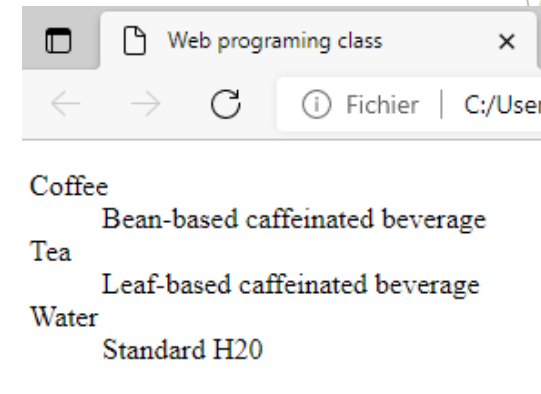 Web programing class
Fichier | C:/User
Coffee
Bean-based caffeinated beverage
Tea
Leaf-based caffeinated beverage
Water
Standard H20